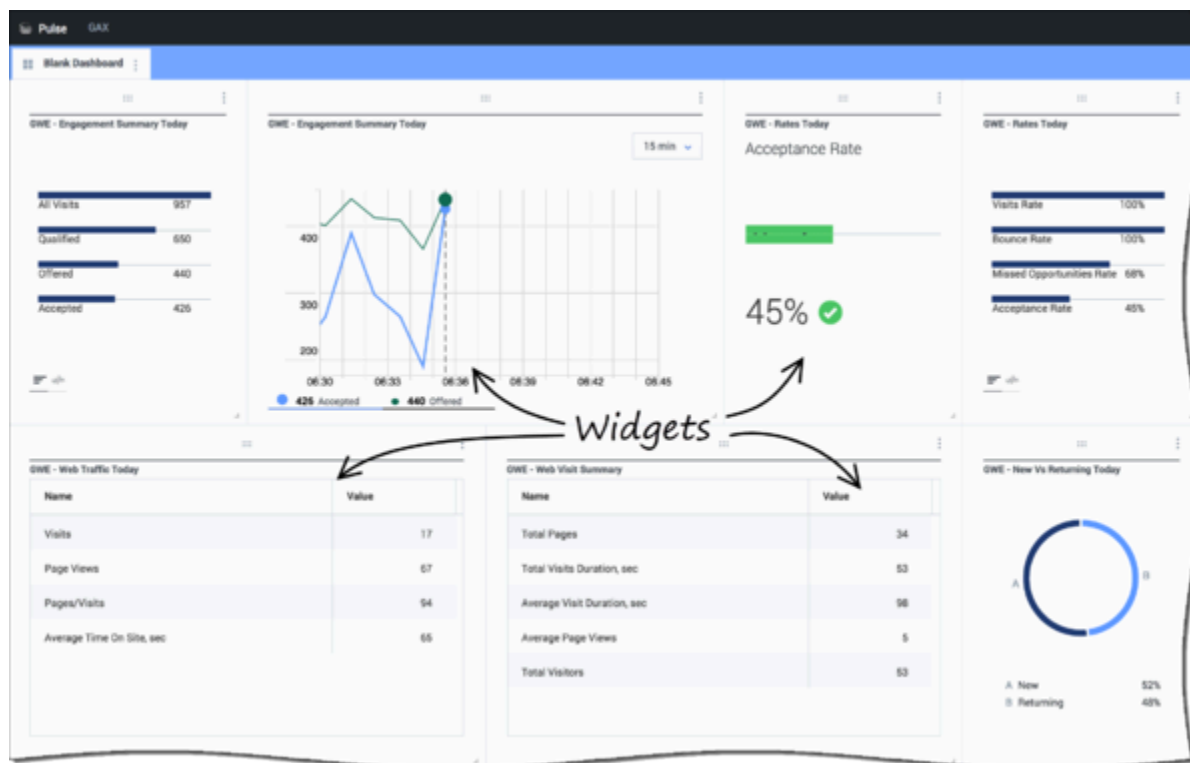 Pulse GAX
Blank Dashboard
GWE - Engagement Summary Today
All Visits 957
Qualified 650
Offered 440
Accepted 426
GWE - Engagement Summary Today
15 min
400
300
200
06:30 06:33 06:36 06:39 06:42 06:45
426 Accepted 440 Offered
GWE - Rates Today
Acceptance Rate
45%
GWE - Rates Today
Visits Rate 100%
Bounce Rate 100%
Missed Opportunities Rate 68%
Acceptance Rate 45%
Widgets
GWE - Web Traffic Today
Name Value
Visits 17
Page Views 67
Pages/Visits 94
Average Time On Site, sec 65
GWE - Web Visit Summary
Name Value
Total Pages 34
Total Visits Duration, sec 53
Average Visit Duration, sec 98
Average Page Views 5
Total Visitors 53
GWE - New Vs Returning Today
A B
A New 52%
B Returning 48%